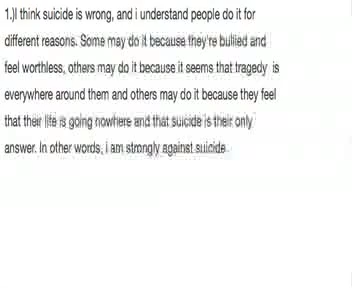 1.)I think suicide is wrong, and i understand people do it for
different reasons. Some may do it because they're bullied and
feel worthless, others may do it because it seems that tragedy is
everywhere around them and others may do it because they feel
that their life is going nowhere and that suicide is their only
answer. In other words, i am strongly against suicide.